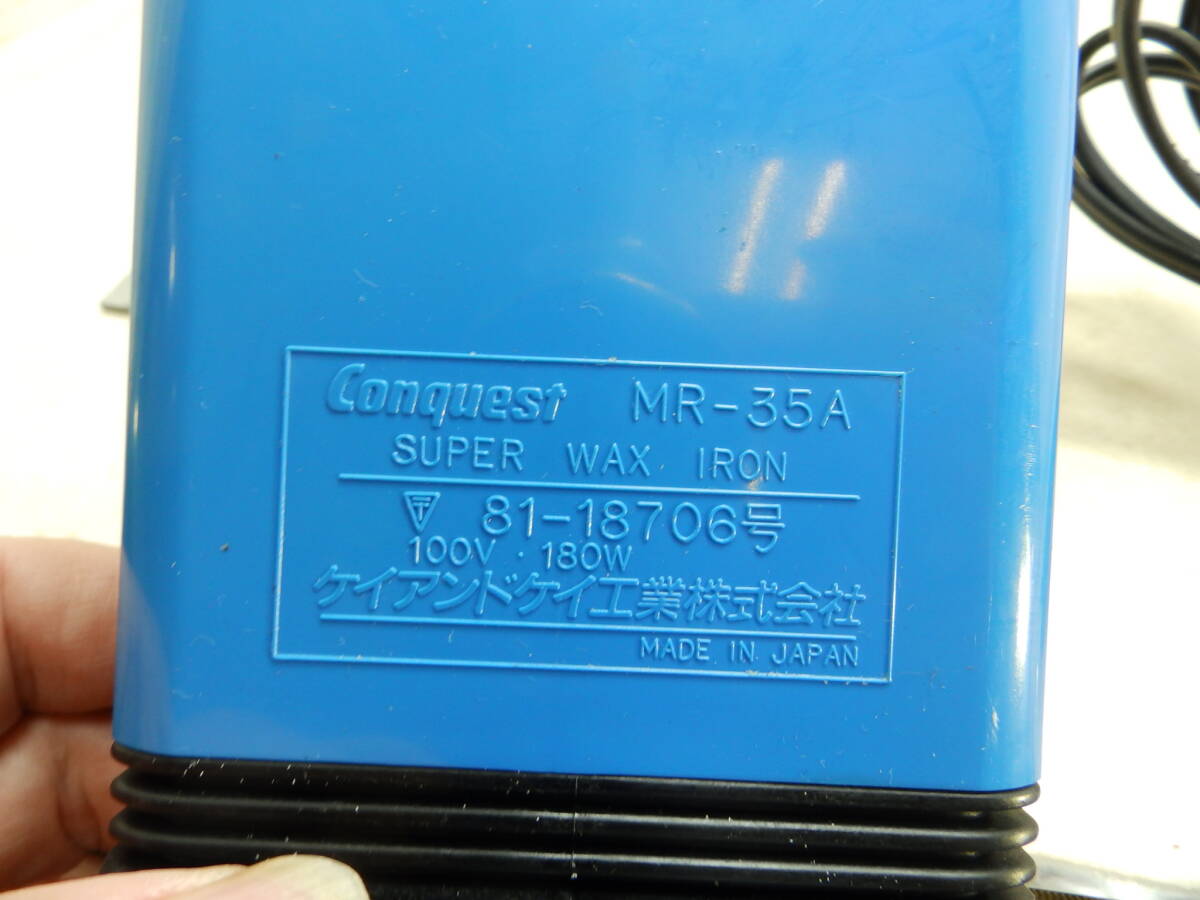 Conquest MR-35A
SUPER WAX IRON
〒 81-18706号
100V・180W
ケイアンドケイ工業株式会社
MADE IN JAPAN